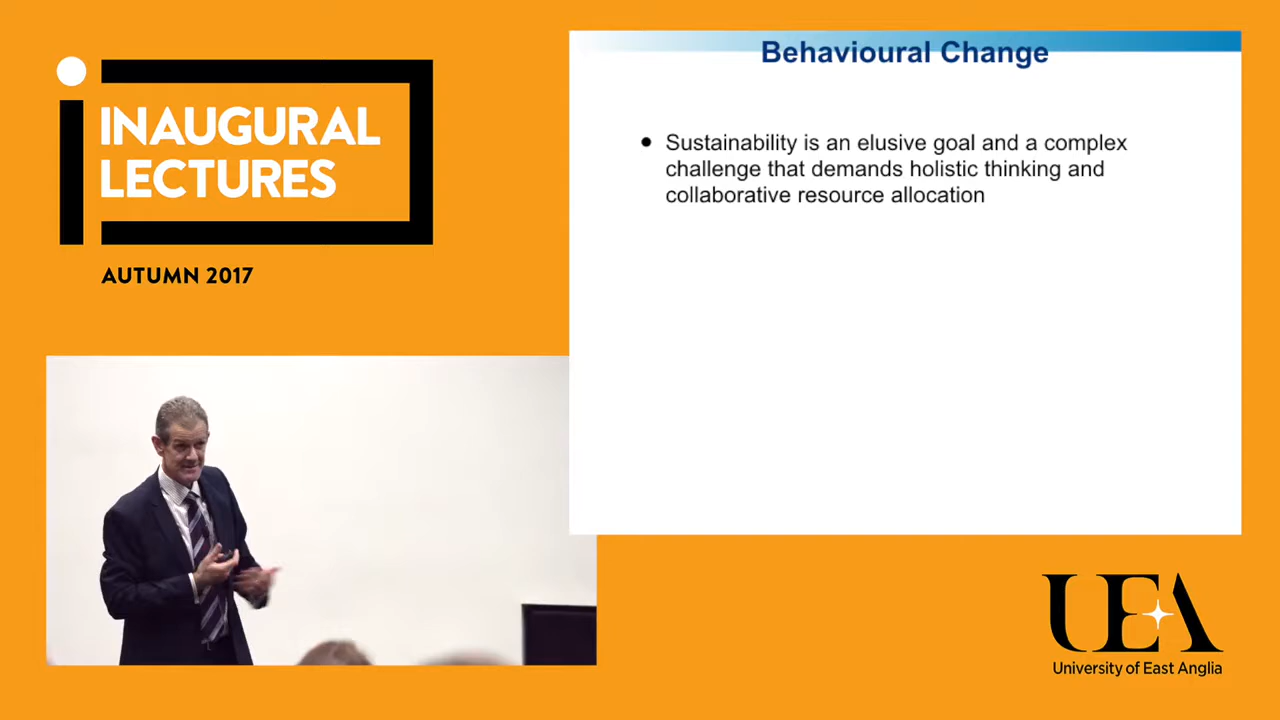 INAUGURAL
LECTURES
AUTUMN 2017
Behavioural Change
• Sustainability is an elusive goal and a complex
challenge that demands holistic thinking and
collaborative resource allocation
UEA
University of East Anglia